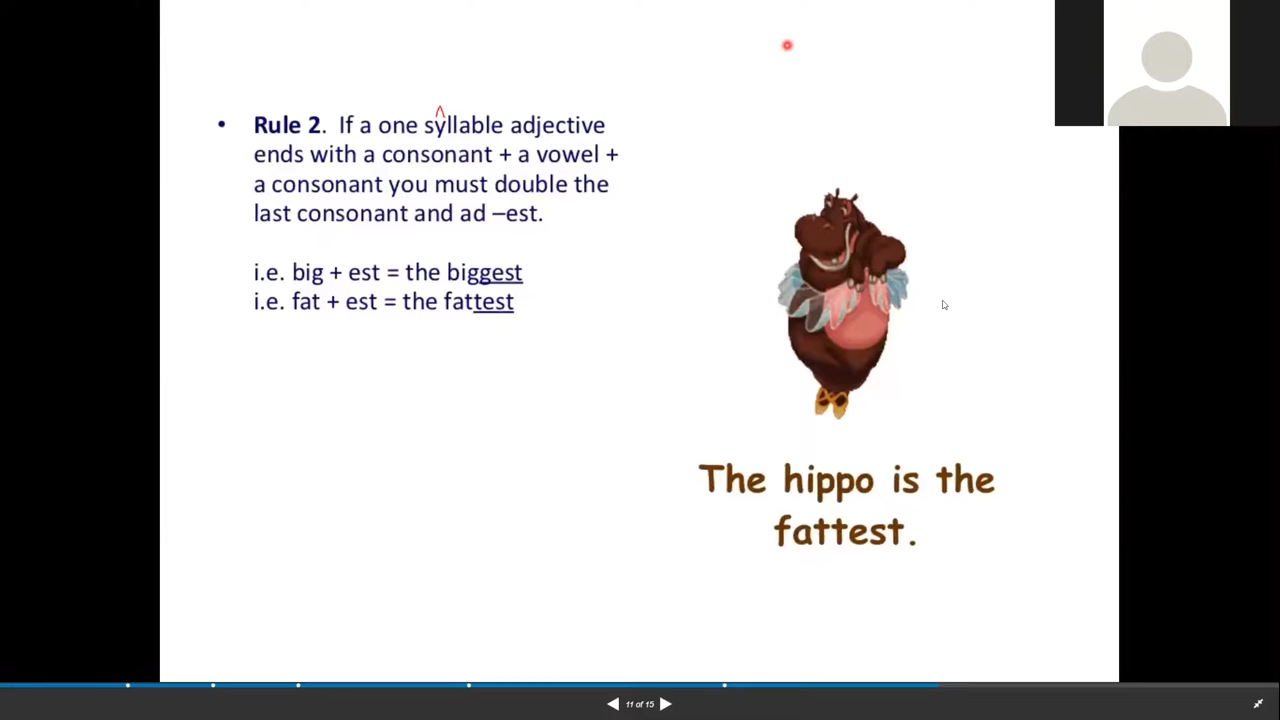 • Rule 2. If a one syllable adjective
ends with a consonant + a vowel +
a consonant you must double the
last consonant and ad –est.
i.e. big + est = the biggest
i.e. fat + est = the fattest
The hippo is the
fattest.
11 of 15